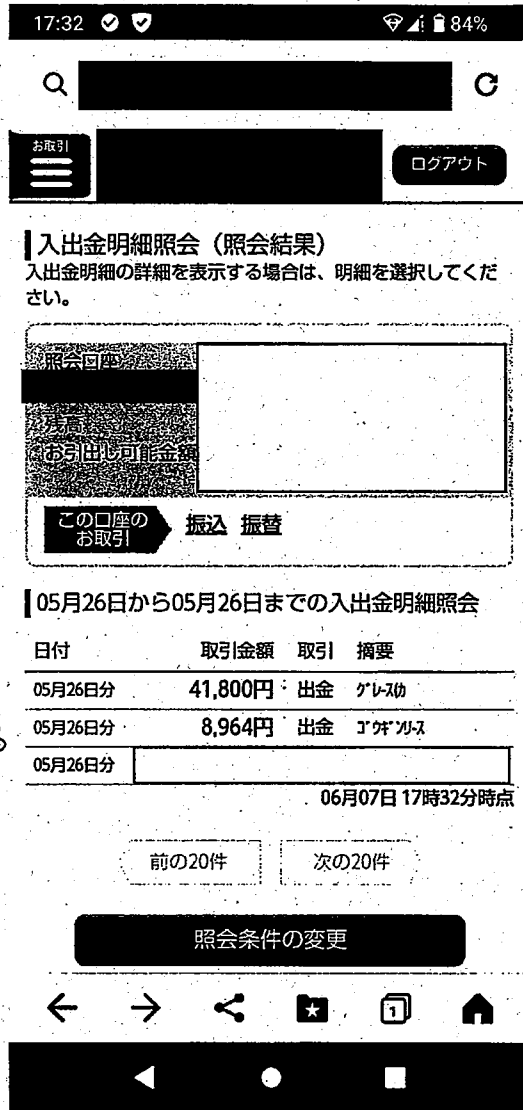 17:32 84%
お取引
ログアウト
入出金明細照会（照会結果）
入出金明細の詳細を表示する場合は、明細を選択してくだ
さい。
照会口座
残高
お引出し可能金額
この口座の
お取引
振込 振替
05月26日から05月26日までの入出金明細照会
日付 取引金額 取引 摘要
05月26日分 41,800円 出金 ｸﾞﾚｰｽ(ｶ
05月26日分 8,964円 出金 ｺﾞｳｷﾞﾝﾘｰｽ
05月26日分
06月07日 17時32分時点
前の20件 次の20件
照会条件の変更
1